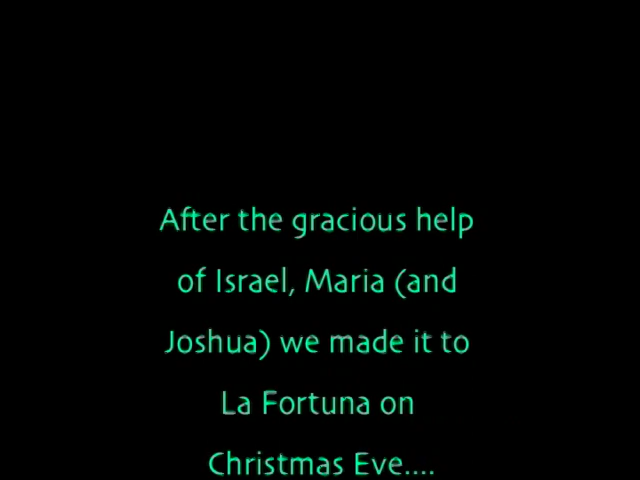 After the gracious help
of Israel, Maria (and
Joshua) we made it to
La Fortuna on
Christmas Eve....